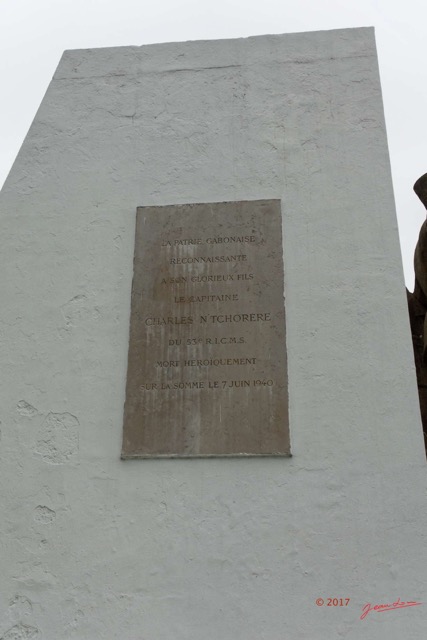 LA PATRIE GABONAISE
RECONNAISSANTE
A SON GLORIEUX FILS
LE CAPITAINE
CHARLES N'TCHORERE
DU 53E R.I.C.M.S.
MORT HEROIQUEMENT
SUR LA SOMME LE 7 JUIN 1940
© 2017